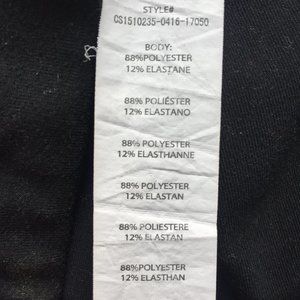 STYLE#
CS1510235-0416-17050
BODY:
88%POLYESTER
12% ELASTANE
88% POLIÉSTER
12% ELASTANO
88% POLYESTER
12% ELASTHANNE
88% POLYESTER
12% ELASTAN
88% POLIESTERE
12% ELASTAN
88%POLYESTER
12% ELASTHAN